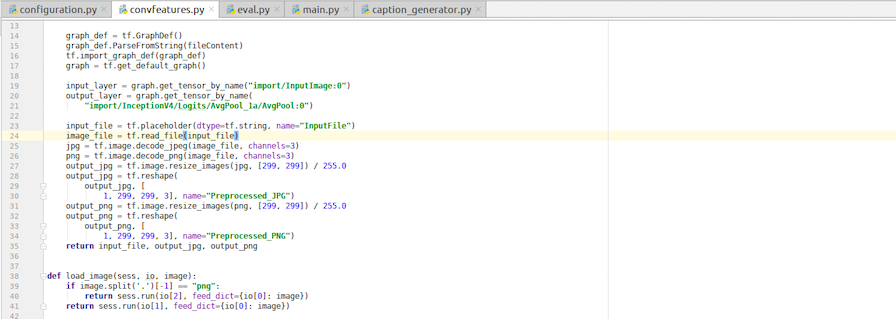 configuration.py convfeatures.py eval.py main.py caption_generator.py
13
14 graph_def = tf.GraphDef()
15 graph_def.ParseFromString(fileContent)
16 tf.import_graph_def(graph_def)
17 graph = tf.get_default_graph()
18
19 input_layer = graph.get_tensor_by_name("import/InputImage:0")
20 output_layer = graph.get_tensor_by_name(
21 "import/InceptionV4/Logits/AvgPool_1a/AvgPool:0")
22
23 input_file = tf.placeholder(dtype=tf.string, name="InputFile")
24 image_file = tf.read_file(input_file)
25 jpg = tf.image.decode_jpeg(image_file, channels=3)
26 png = tf.image.decode_png(image_file, channels=3)
27 output_jpg = tf.image.resize_images(jpg, [299, 299]) / 255.0
28 output_jpg = tf.reshape(
29 output_jpg, [
30 1, 299, 299, 3], name="Preprocessed_JPG")
31 output_png = tf.image.resize_images(png, [299, 299]) / 255.0
32 output_png = tf.reshape(
33 output_png, [
34 1, 299, 299, 3], name="Preprocessed_PNG")
35 return input_file, output_jpg, output_png
36
37
38 def load_image(sess, io, image):
39 if image.split('.')[-1] == "png":
40 return sess.run(io[2], feed_dict={io[0]: image})
41 return sess.run(io[1], feed_dict={io[0]: image})
42